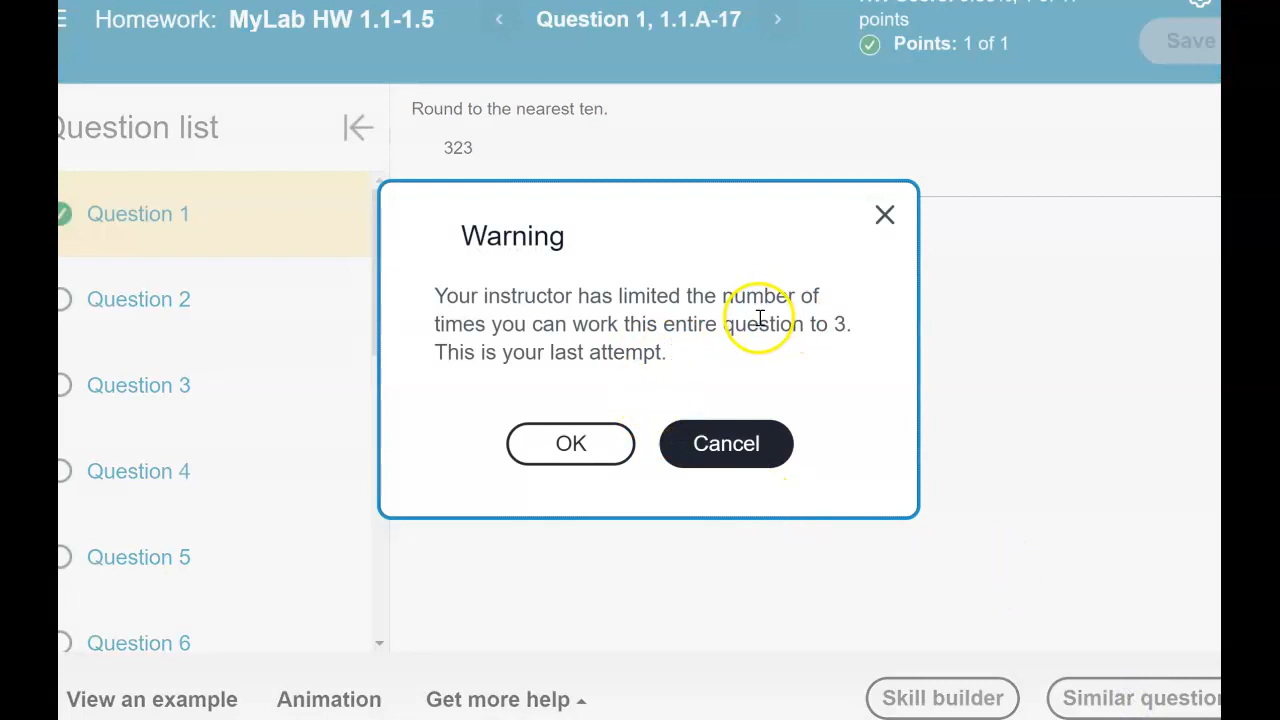 Homework: MyLab HW 1.1-1.5
Question 1, 1.1.A-17
points
Points: 1 of 1
Save
Question list
Question 1
Question 2
Question 3
Question 4
Question 5
Question 6
Round to the nearest ten.
323
Warning
Your instructor has limited the number of
times you can work this entire question to 3.
This is your last attempt.
OK
Cancel
View an example
Animation
Get more help
Skill builder
Similar question